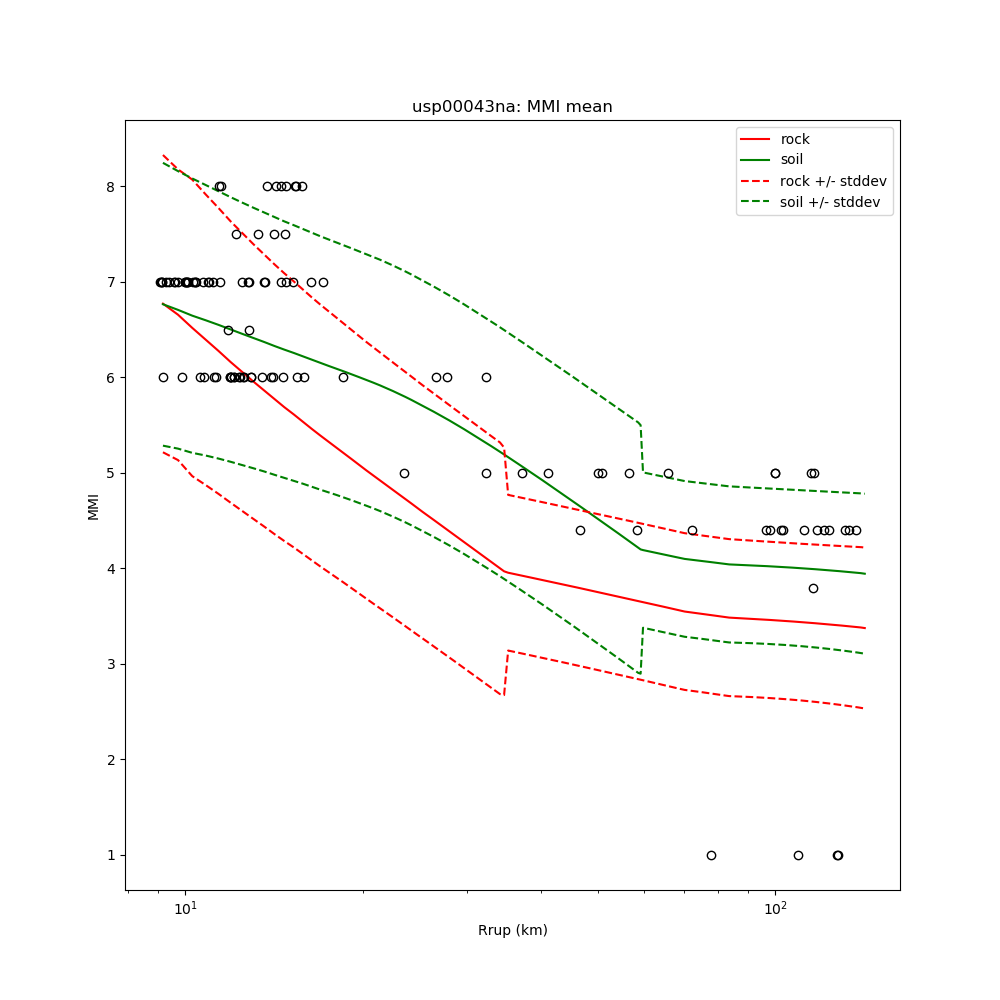 usp00043na: MMI mean
rock
soil
rock +/- stddev
soil +/- stddev
MMI
8
7
6
5
4
3
2
1
10¹
10²
Rrup (km)